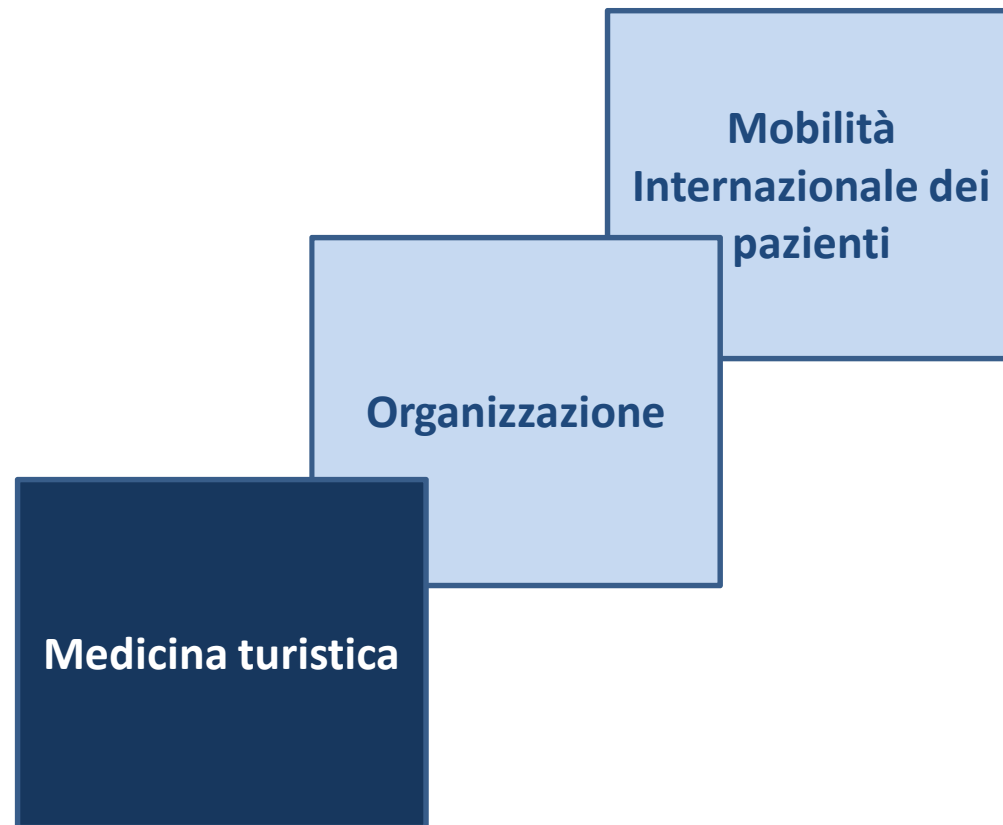 Mobilità
Internazionale dei
pazienti
Organizzazione
Medicina turistica